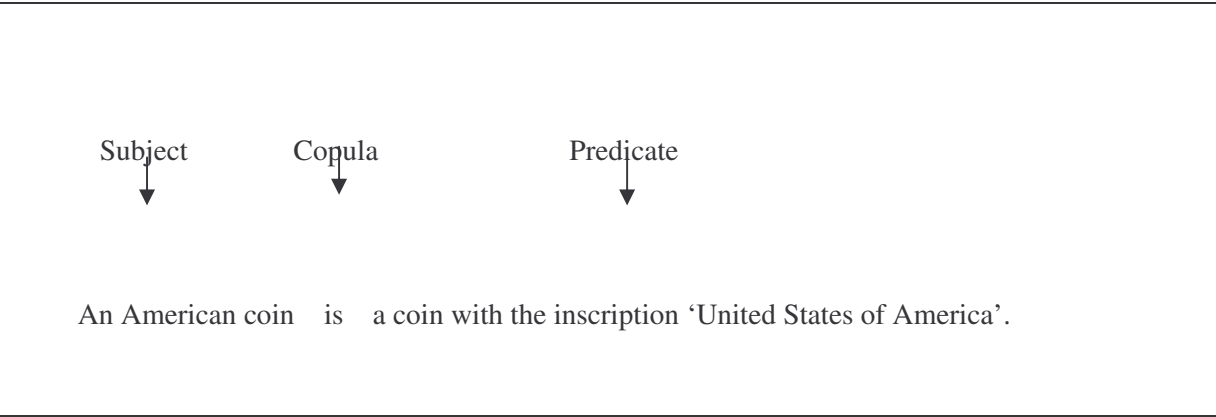 Subject Copula Predicate
An American coin is a coin with the inscription ‘United States of America’.